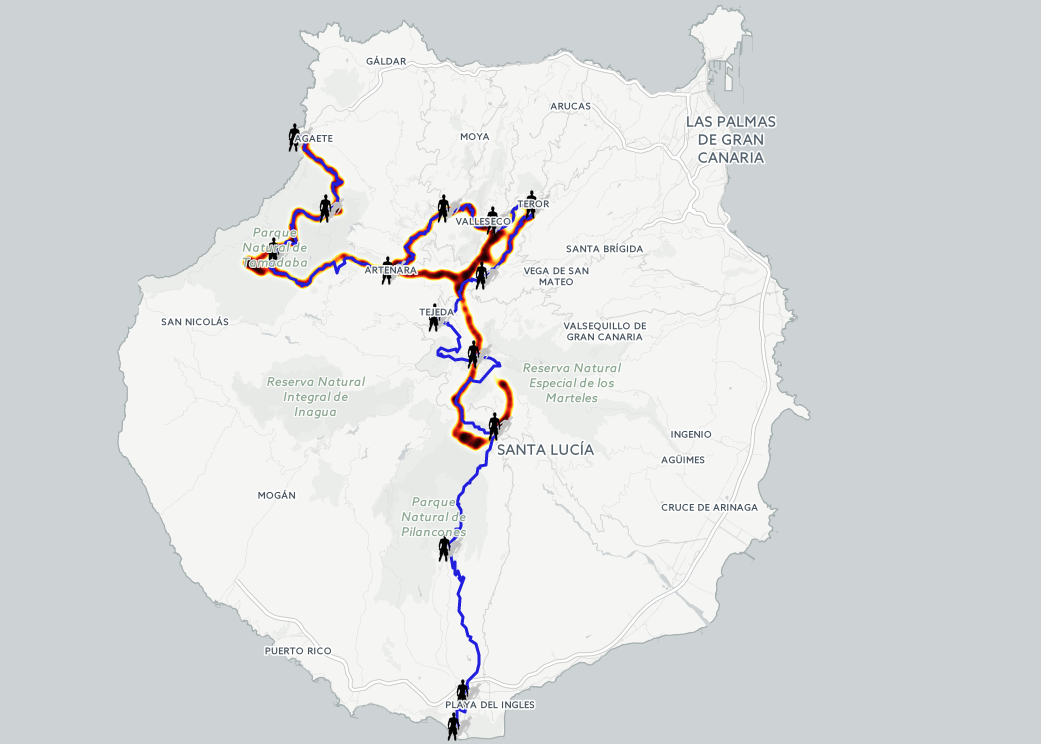 GÁLDAR
ARUCAS
LAS PALMAS
DE GRAN
CANARIA
AGAETE
MOYA
TEROR
VALLESECO
Parque
Natural de
Tamadaba
SANTA BRÍGIDA
ARTENARA
VEGA DE SAN
MATEO
TEJEDA
SAN NICOLÁS
VALSEQUILLO DE
GRAN CANARIA
Reserva Natural
Integral de
Inagua
Reserva Natural
Especial de los
Marteles
INGENIO
SANTA LUCÍA
AGÜIMES
MOGÁN
Parque
Natural de
Pilancones
CRUCE DE ARINAGA
PUERTO RICO
PLAYA DEL INGLES